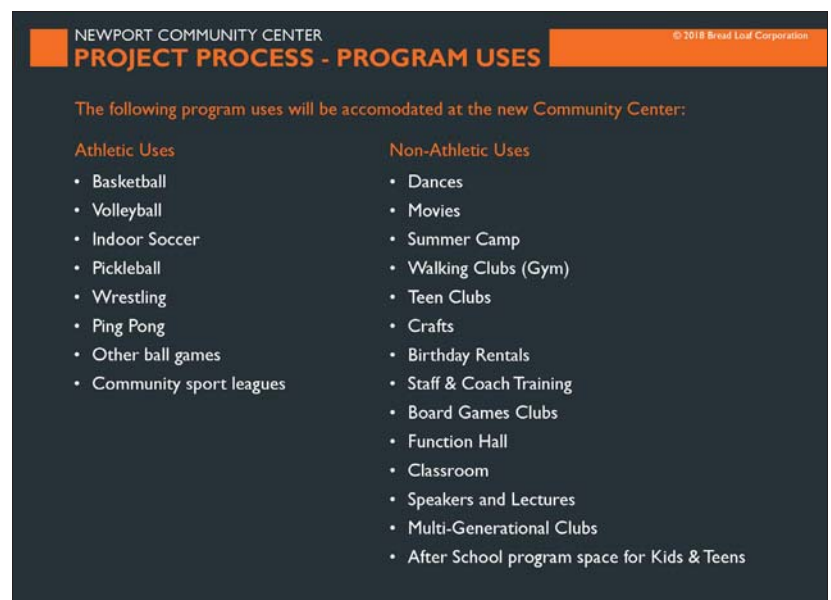 NEWPORT COMMUNITY CENTER
© 2018 Bread Loaf Corporation
PROJECT PROCESS - PROGRAM USES
The following program uses will be accomodated at the new Community Center:
Athletic Uses
• Basketball
• Volleyball
• Indoor Soccer
• Pickleball
• Wrestling
• Ping Pong
• Other ball games
• Community sport leagues
Non-Athletic Uses
• Dances
• Movies
• Summer Camp
• Walking Clubs (Gym)
• Teen Clubs
• Crafts
• Birthday Rentals
• Staff & Coach Training
• Board Games Clubs
• Function Hall
• Classroom
• Speakers and Lectures
• Multi-Generational Clubs
• After School program space for Kids & Teens